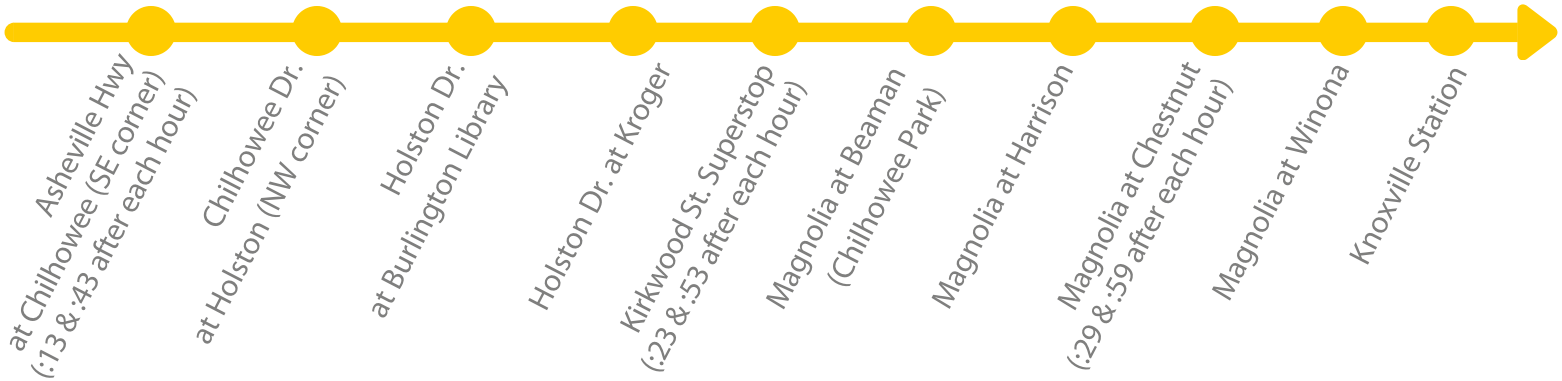 Asheville Hwy
at Chilhowee (SE corner)
(:13 & :43 after each hour)
Chilhowee Dr.
at Holston (NW corner)
Holston Dr.
at Burlington Library
Holston Dr. at Kroger
Kirkwood St. Superstop
(:23 & :53 after each hour)
Magnolia at Beaman
(Chilhowee Park)
Magnolia at Harrison
Magnolia at Chestnut
(:29 & :59 after each hour)
Magnolia at Winona
Knoxville Station